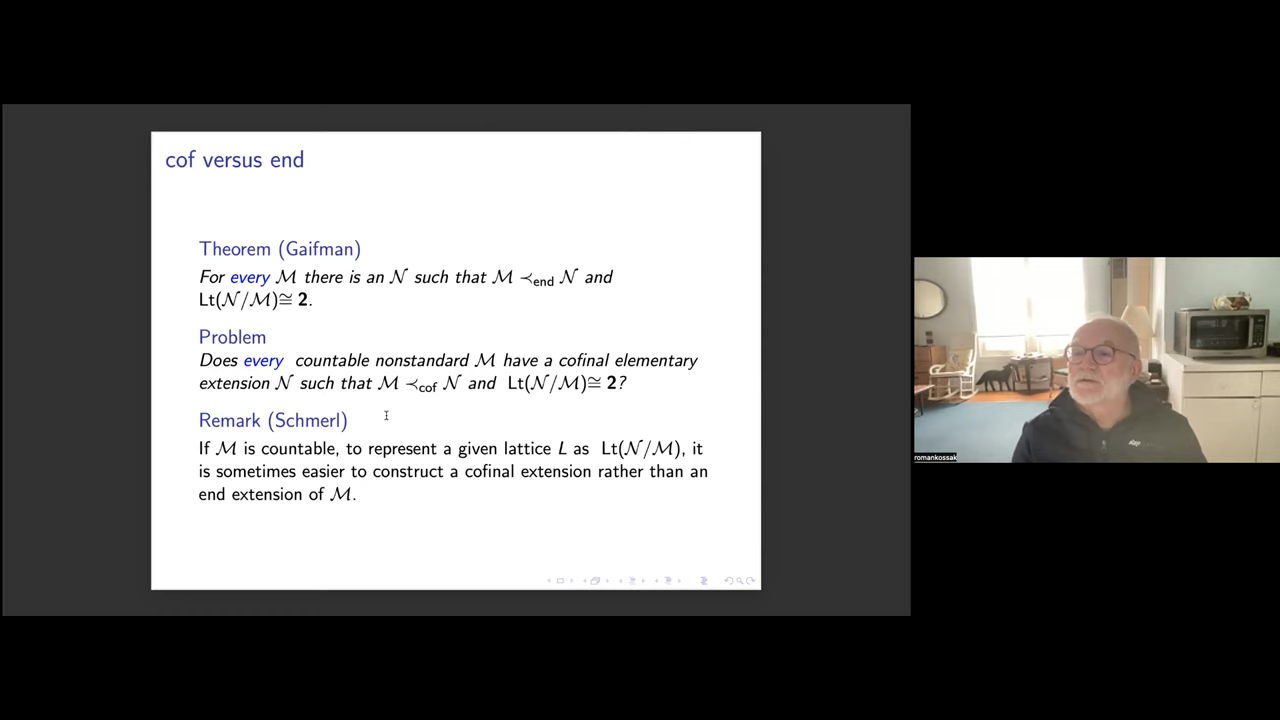 cof versus end
Theorem (Gaifman)
For every ℳ there is an 𝒩 such that ℳ ≺end 𝒩 and
Lt(𝒩/ℳ)≅ 2.
Problem
Does every countable nonstandard ℳ have a cofinal elementary
extension 𝒩 such that ℳ ≺cof 𝒩 and Lt(𝒩/ℳ)≅ 2?
Remark (Schmerl)
If ℳ is countable, to represent a given lattice L as Lt(𝒩/ℳ), it
is sometimes easier to construct a cofinal extension rather than an
end extension of ℳ.
romankossak